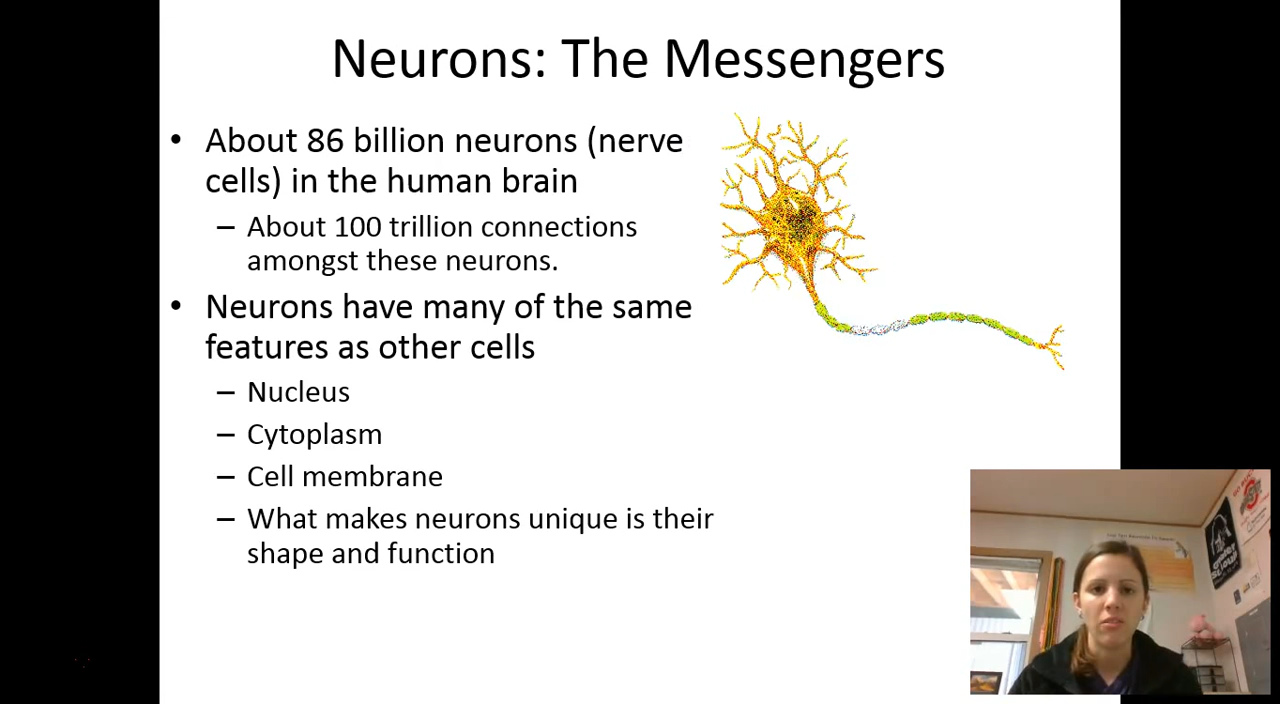 Neurons: The Messengers
• About 86 billion neurons (nerve
cells) in the human brain
– About 100 trillion connections
amongst these neurons.
• Neurons have many of the same
features as other cells
– Nucleus
– Cytoplasm
– Cell membrane
– What makes neurons unique is their
shape and function